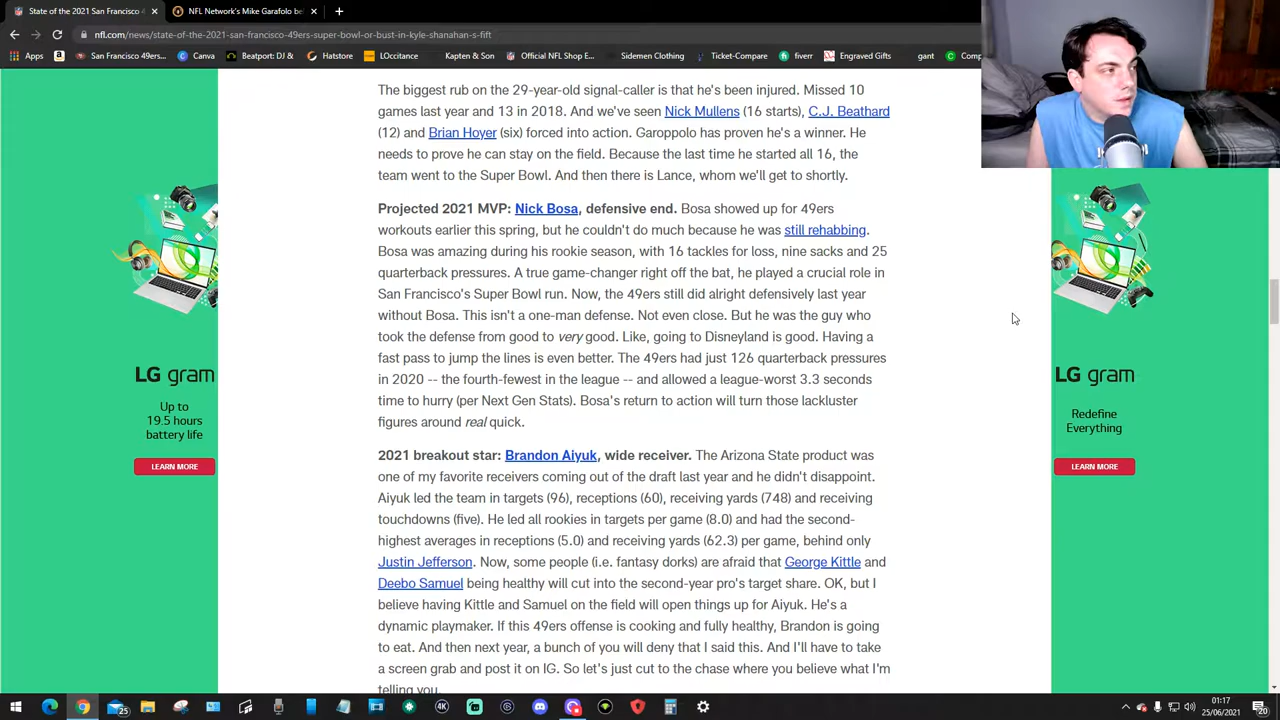 State of the 2021 San Francisco 4
NFL Network's Mike Garafolo be
nfl.com/news/state-of-the-2021-san-francisco-49ers-super-bowl-or-bust-in-kyle-shanahan-s-fift
Apps San Francisco 49ers... Canva Beatport: DJ &... Hatstore LOccitance Kapten & Son Official NFL Shop E... Sidemen Clothing Ticket-Compare fiverr Engraved Gifts gant
The biggest rub on the 29-year-old signal-caller is that he's been injured. Missed 10
games last year and 13 in 2018. And we've seen Nick Mullens (16 starts), C.J. Beathard
(12) and Brian Hoyer (six) forced into action. Garoppolo has proven he's a winner. He
needs to prove he can stay on the field. Because the last time he started all 16, the
team went to the Super Bowl. And then there is Lance, whom we'll get to shortly.
Projected 2021 MVP: Nick Bosa, defensive end. Bosa showed up for 49ers
workouts earlier this spring, but he couldn't do much because he was still rehabbing.
Bosa was amazing during his rookie season, with 16 tackles for loss, nine sacks and 25
quarterback pressures. A true game-changer right off the bat, he played a crucial role in
San Francisco's Super Bowl run. Now, the 49ers still did alright defensively last year
without Bosa. This isn't a one-man defense. Not even close. But he was the guy who
took the defense from good to very good. Like, going to Disneyland is good. Having a
fast pass to jump the lines is even better. The 49ers had just 126 quarterback pressures
in 2020 -- the fourth-fewest in the league -- and allowed a league-worst 3.3 seconds
time to hurry (per Next Gen Stats). Bosa's return to action will turn those lackluster
figures around real quick.
2021 breakout star: Brandon Aiyuk, wide receiver. The Arizona State product was
one of my favorite receivers coming out of the draft last year and he didn't disappoint.
Aiyuk led the team in targets (96), receptions (60), receiving yards (748) and receiving
touchdowns (five). He led all rookies in targets per game (8.0) and had the second-
highest averages in receptions (5.0) and receiving yards (62.3) per game, behind only
Justin Jefferson. Now, some people (i.e. fantasy dorks) are afraid that George Kittle and
Deebo Samuel being healthy will cut into the second-year pro's target share. OK, but I
believe having Kittle and Samuel on the field will open things up for Aiyuk. He's a
dynamic playmaker. If this 49ers offense is cooking and fully healthy, Brandon is going
to eat. And then next year, a bunch of you will deny that I said this. And I'll have to take
a screen grab and post it on IG. So let's just cut to the chase where you believe what I'm
telling you.
LG gram
Up to
19.5 hours
battery life
LEARN MORE
LG gram
Redefine
Everything
LEARN MORE
25
4K
01:17
25/06/2021
20